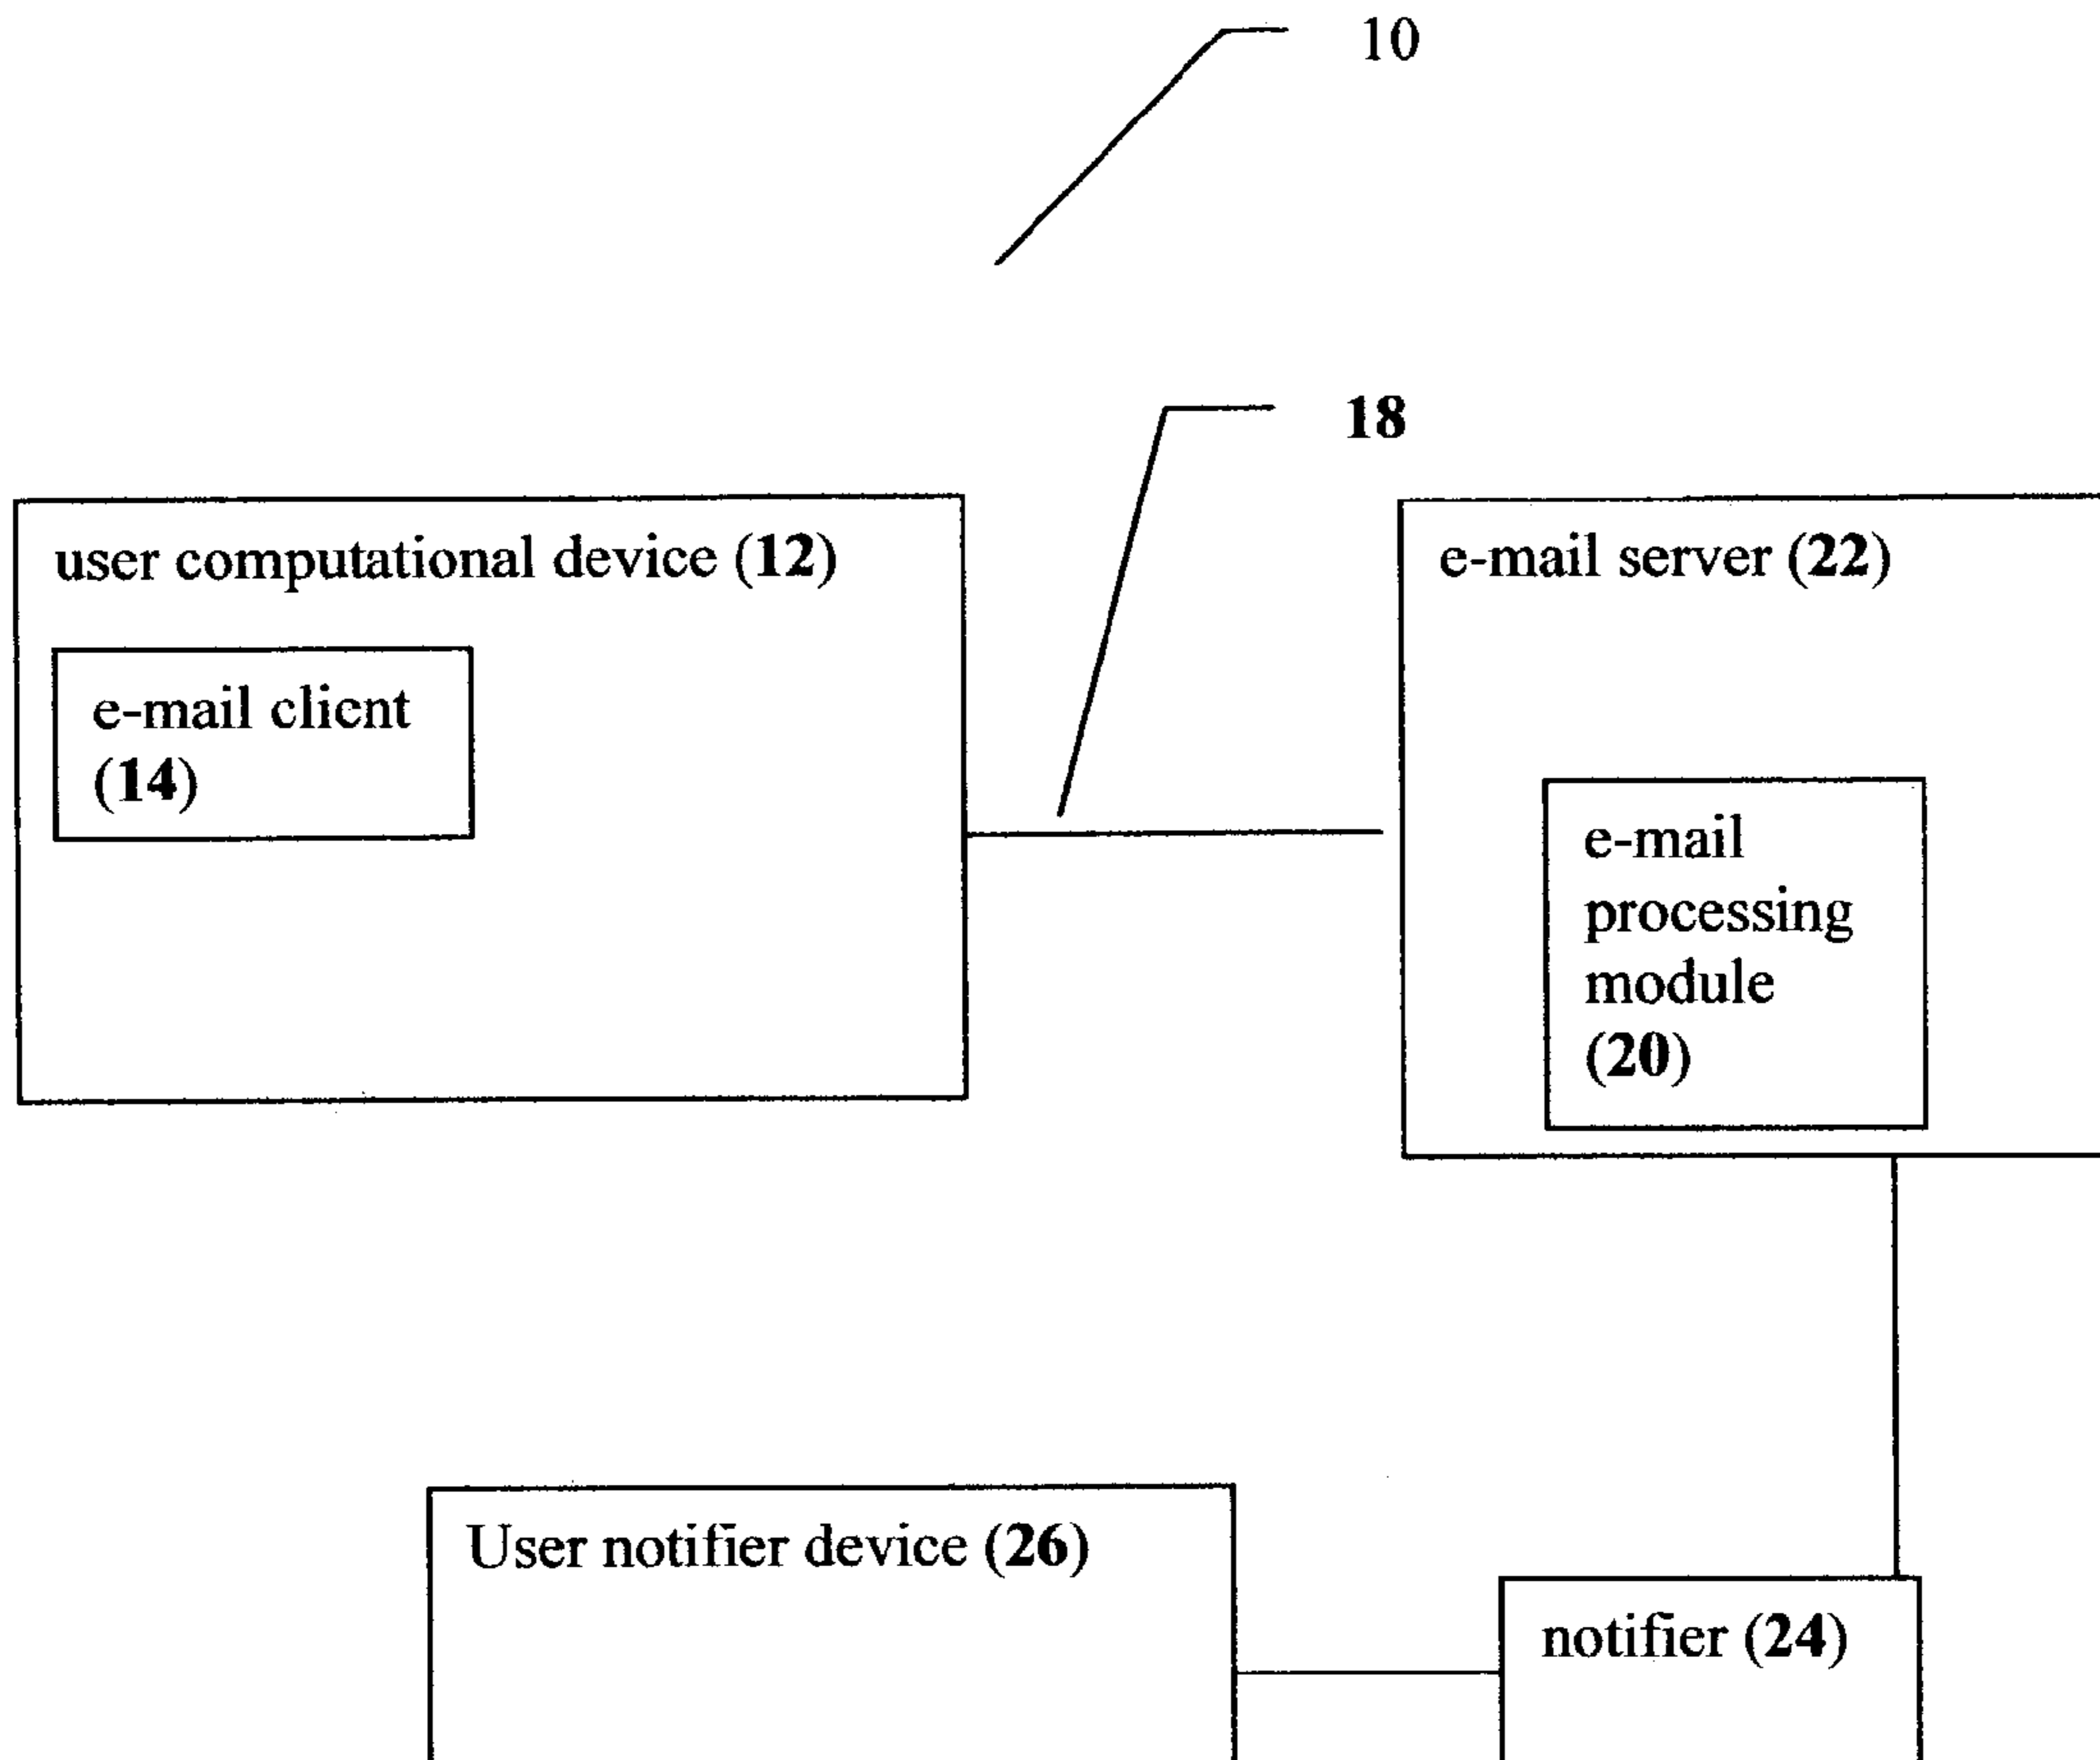 10
18
user computational device (12)
e-mail server (22)
e-mail client
(14)
e-mail
processing
module
(20)
User notifier device (26)
notifier (24)